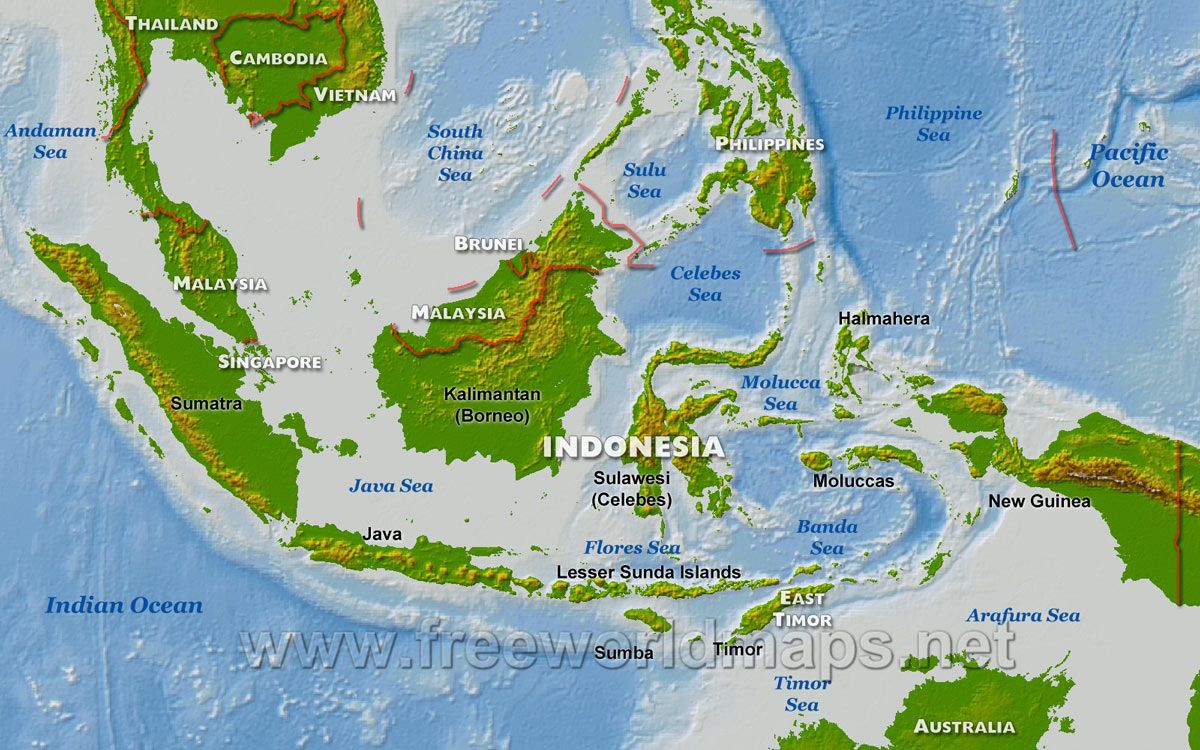 THAILAND
CAMBODIA
VIETNAM
Andaman
Sea
South
China
Sea
Philippine
Sea
PHILIPPINES
Pacific
Ocean
Sulu
Sea
BRUNEI
Celebes
Sea
MALAYSIA
MALAYSIA
Halmahera
SINGAPORE
Sumatra
Kalimantan
(Borneo)
Molucca
Sea
INDONESIA
Java Sea
Sulawesi
(Celebes)
Moluccas
New Guinea
Java
Banda
Sea
Flores Sea
Lesser Sunda Islands
Indian Ocean
EAST
TIMOR
Arafura Sea
www.freeworldmaps.net
Sumba
Timor
Timor
Sea
AUSTRALIA